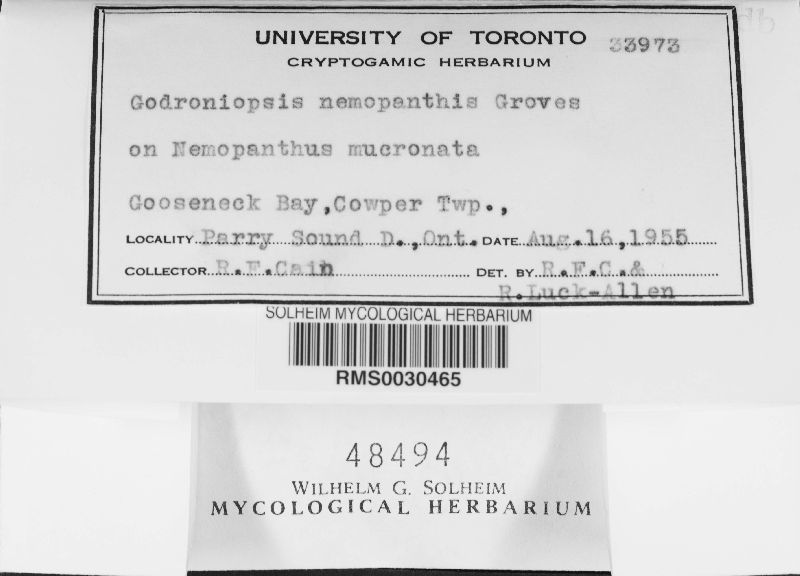 UNIVERSITY OF TORONTO 33973
CRYPTOGAMIC HERBARIUM
Godroniopsis nemopanthis Groves
on Nemopanthus mucronata
Gooseneck Bay,Cowper Twp.,
LOCALITY Parry Sound D.,Ont. DATE Aug.16,1955
COLLECTOR R.F.Cain DET. BY R.F.C.&
R.Luck-Allen
SOLHEIM MYCOLOGICAL HERBARIUM
RMS0030465
48494
WILHELM G. SOLHEIM
MYCOLOGICAL HERBARIUM